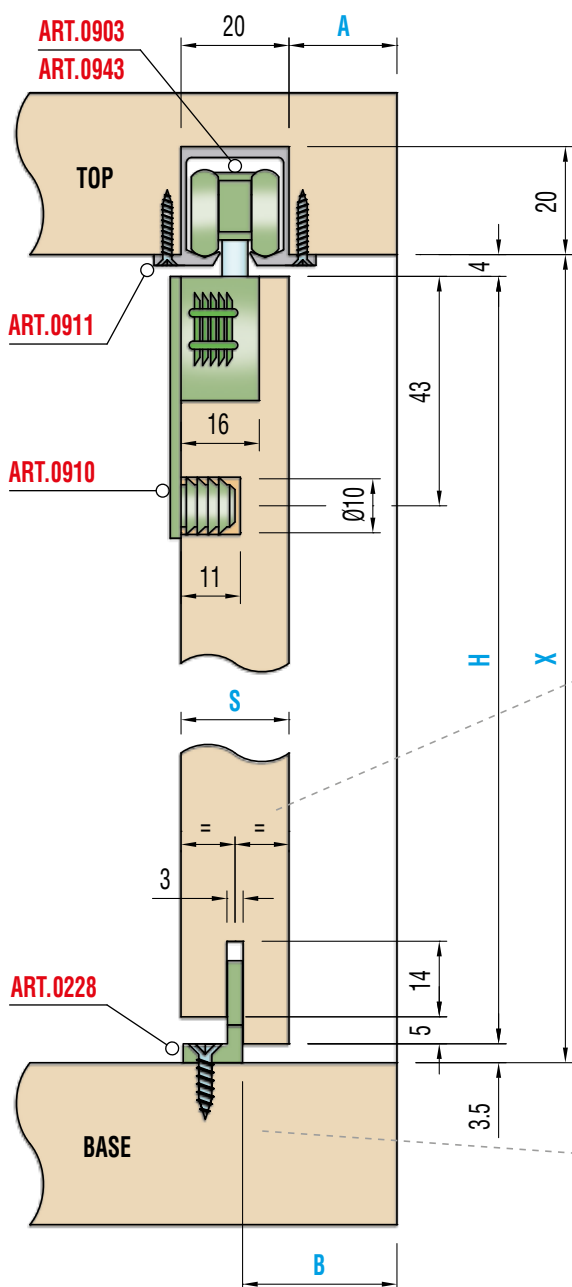 ART.0903
ART.0943
20
A
TOP
20
4
ART.0911
43
16
ART.0910
Ø10
11
H
X
S
= =
3
14
ART.0228
5
3.5
BASE
B